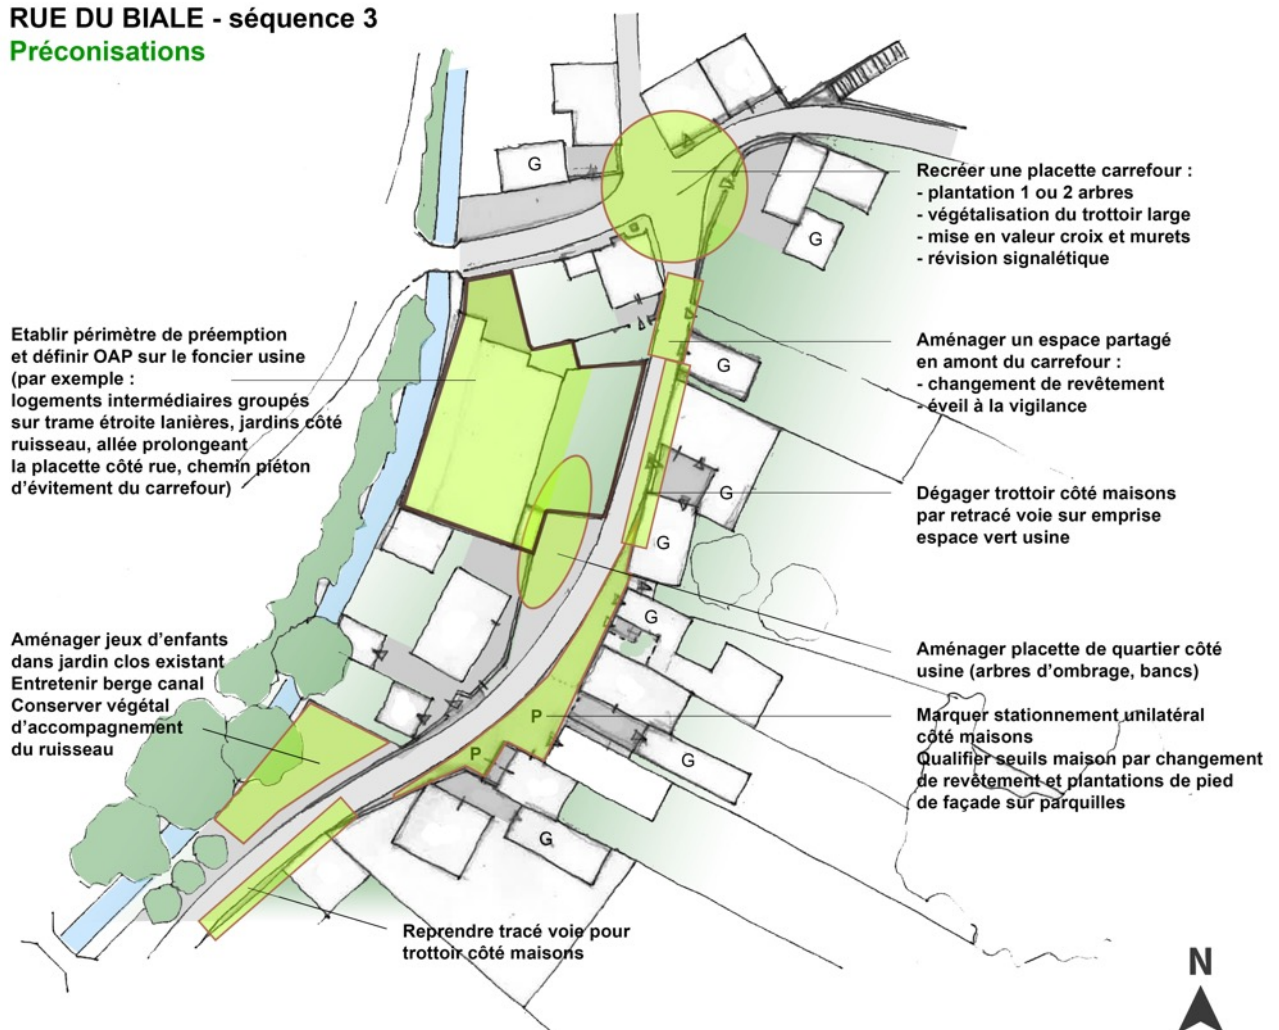 RUE DU BIALE - séquence 3
Préconisations
Recréer une placette carrefour :
- plantation 1 ou 2 arbres
- végétalisation du trottoir large
- mise en valeur croix et murets
- révision signalétique
Etablir périmètre de préemption
et définir OAP sur le foncier usine
(par exemple :
logements intermédiaires groupés
sur trame étroite lanières, jardins côté
ruisseau, allée prolongeant
la placette côté rue, chemin piéton
d'évitement du carrefour)
Aménager un espace partagé
en amont du carrefour :
- changement de revêtement
- éveil à la vigilance
Dégager trottoir côté maisons
par retracé voie sur emprise
espace vert usine
Aménager jeux d'enfants
dans jardin clos existant
Entretenir berge canal
Conserver végétal
d'accompagnement
du ruisseau
Aménager placette de quartier côté
usine (arbres d'ombrage, bancs)
Marquer stationnement unilatéral
côté maisons
Qualifier seuils maison par changement
de revêtement et plantations de pied
de façade sur parquilles
Reprendre tracé voie pour
trottoir côté maisons
G
G
G
G
G
G
P
P
G
G
N